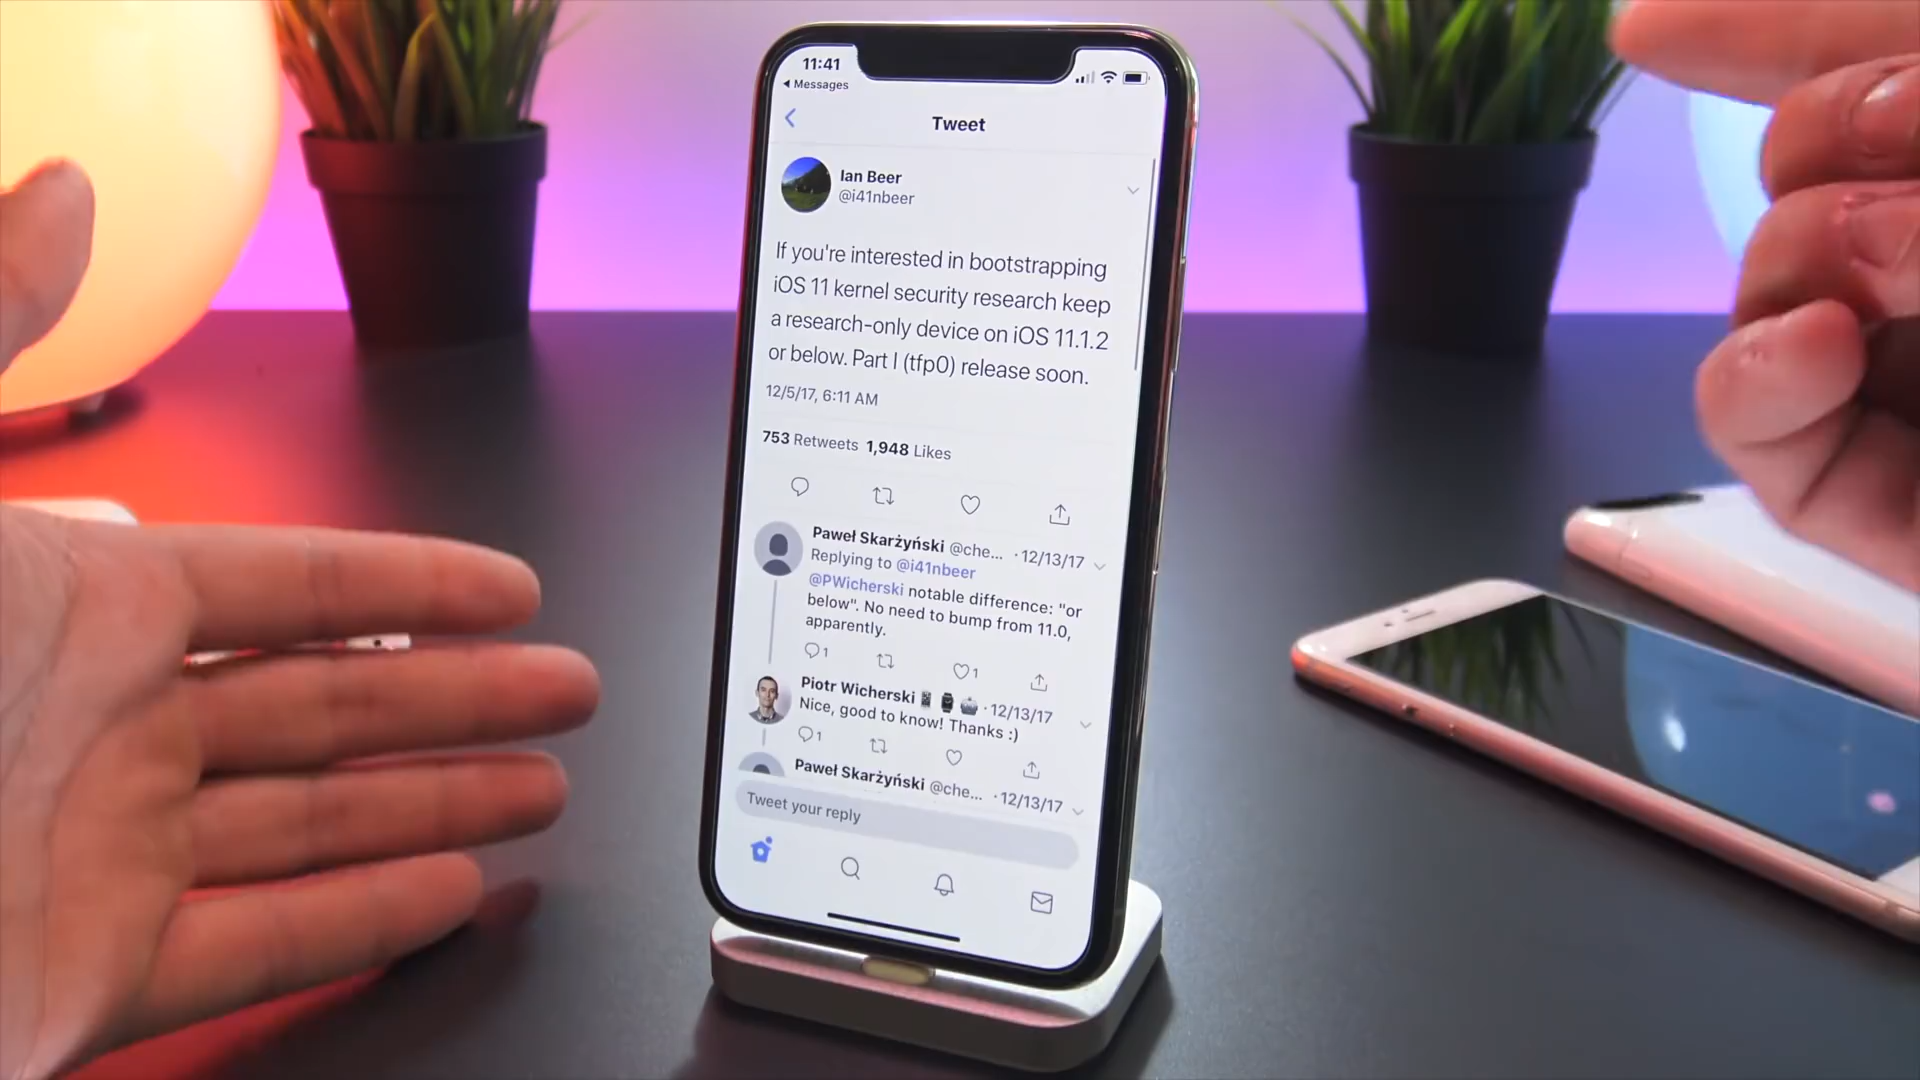 11:41
Messages
Tweet
Ian Beer
@i41nbeer
If you're interested in bootstrapping
iOS 11 kernel security research keep
a research-only device on iOS 11.1.2
or below. Part I (tfp0) release soon.
12/5/17, 6:11 AM
753 Retweets 1,948 Likes
Paweł Skarżyński @che... · 12/13/17
Replying to @i41nbeer
@PWicherski notable difference: "or
below". No need to bump from 11.0,
apparently.
1 1
Piotr Wicherski · 12/13/17
Nice, good to know! Thanks :)
1
Paweł Skarżyński @che... · 12/13/17
Tweet your reply